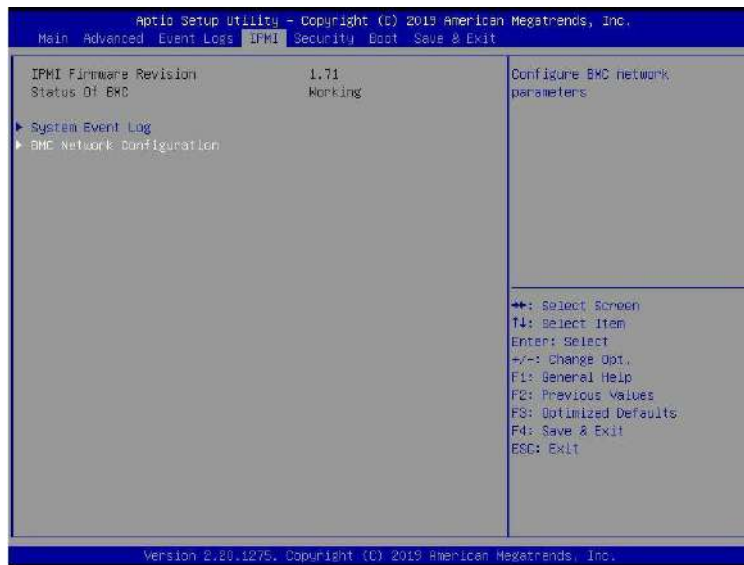 Aptio Setup Utility - Copyright (C) 2019 American Megatrends, Inc.
Main Advanced Event Logs IPMI Security Boot Save & Exit
IPMI Firmware Revision 1.71
Status Of BMC Working
System Event Log
BMC Network Configuration
Configure BMC network
parameters
→←: Select Screen
↑↓: Select Item
Enter: Select
+/-: Change Opt.
F1: General Help
F2: Previous Values
F3: Optimized Defaults
F4: Save & Exit
ESC: Exit
Version 2.20.1275. Copyright (C) 2019 American Megatrends, Inc.